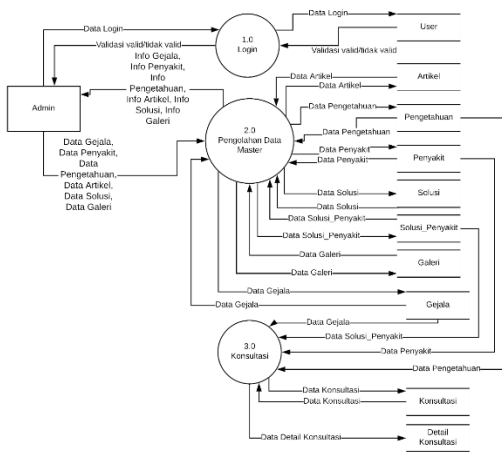 Data Login
Data Login
User
1.0
Login
Validasi valid/tidak valid
Validasi valid/tidak valid
Info Gejala,
Info Penyakit,
Info
Pengetahuan,
Info Artikel, Info
Solusi, Info
Galeri
Admin
Data Artikel
Data Artikel
Artikel
Data Pengetahuan
Pengetahuan
Data Pengetahuan
2.0
Pengolahan Data
Master
Data Penyakit
Data Penyakit
Penyakit
Data Gejala,
Data Penyakit,
Data
Pengetahuan,
Data Artikel,
Data Solusi,
Data Galeri
Data Solusi
Data Solusi
Solusi
Data Solusi_Penyakit
Data Solusi_Penyakit
Solusi_Penyakit
Data Galeri
Data Galeri
Galeri
Data Gejala
Data Gejala
Gejala
Data Gejala
3.0
Konsultasi
Data Solusi_Penyakit
Data Penyakit
Data Pengetahuan
Data Konsultasi
Data Konsultasi
Konsultasi
Data Detail Konsultasi
Detail
Konsultasi